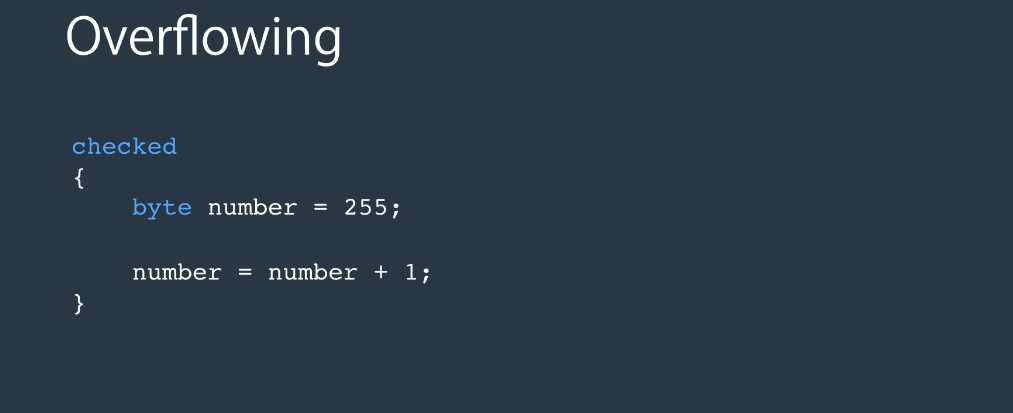 Overflowing
checked
{
    byte number = 255;
    number = number + 1;
}